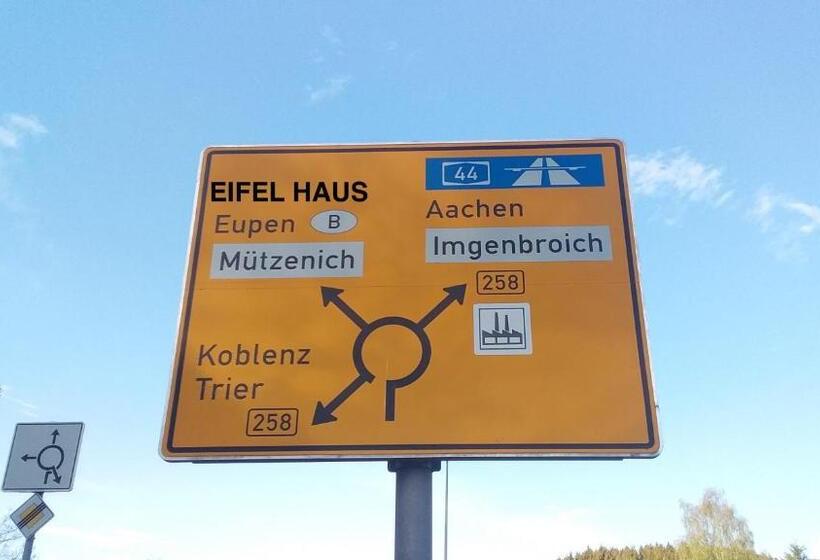 EIFEL HAUS
Eupen B
Mützenich
44
Aachen
Imgenbroich
258
Koblenz
Trier
258